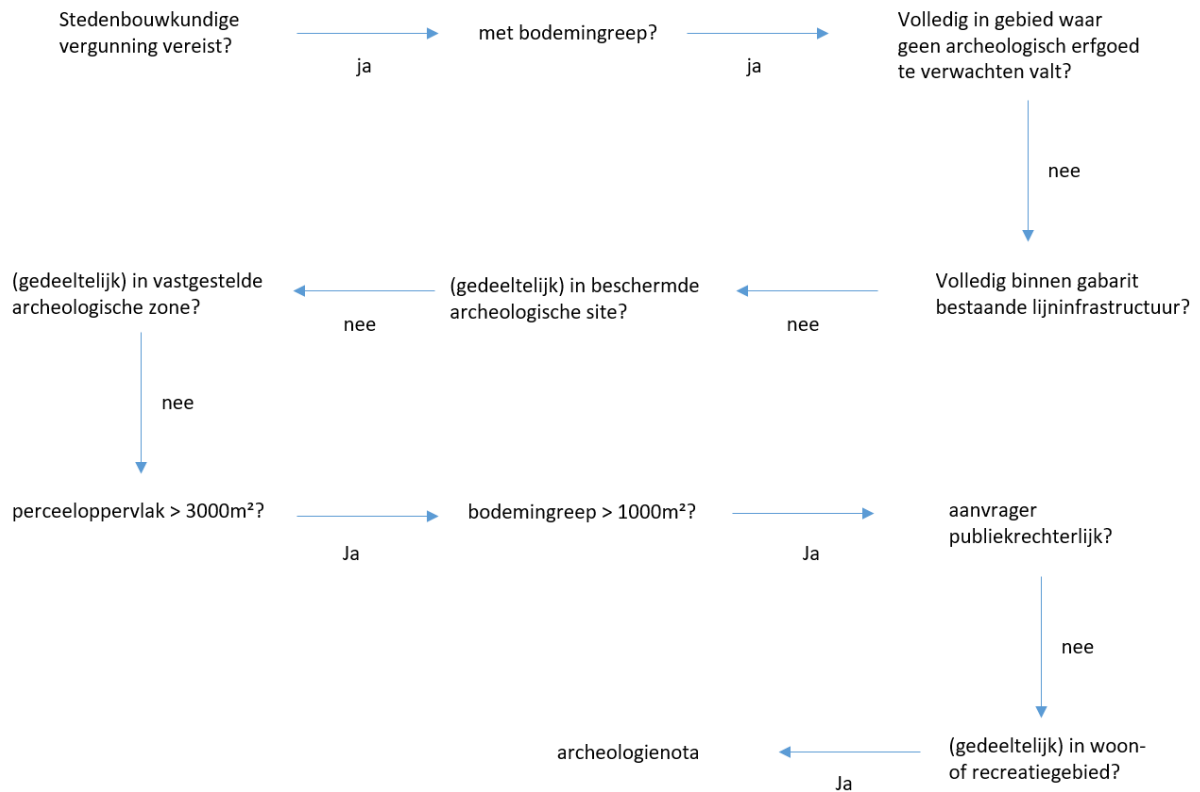 Stedenbouwkundige
vergunning vereist?
ja
met bodemingreep?
ja
Volledig in gebied waar
geen archeologisch erfgoed
te verwachten valt?
nee
Volledig binnen gabarit
bestaande lijninfrastructuur?
nee
(gedeeltelijk) in beschermde
archeologische site?
nee
(gedeeltelijk) in vastgestelde
archeologische zone?
nee
perceeloppervlak > 3000m²?
Ja
bodemingreep > 1000m²?
Ja
aanvrager
publiekrechterlijk?
nee
(gedeeltelijk) in woon-
of recreatiegebied?
Ja
archeologienota